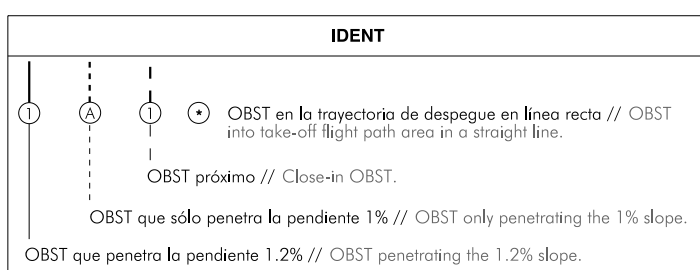 IDENT
1 A 1 * OBST en la trayectoria de despegue en línea recta // OBST
into take-off flight path area in a straight line.
OBST próximo // Close-in OBST.
OBST que sólo penetra la pendiente 1% // OBST only penetrating the 1% slope.
OBST que penetra la pendiente 1.2% // OBST penetrating the 1.2% slope.